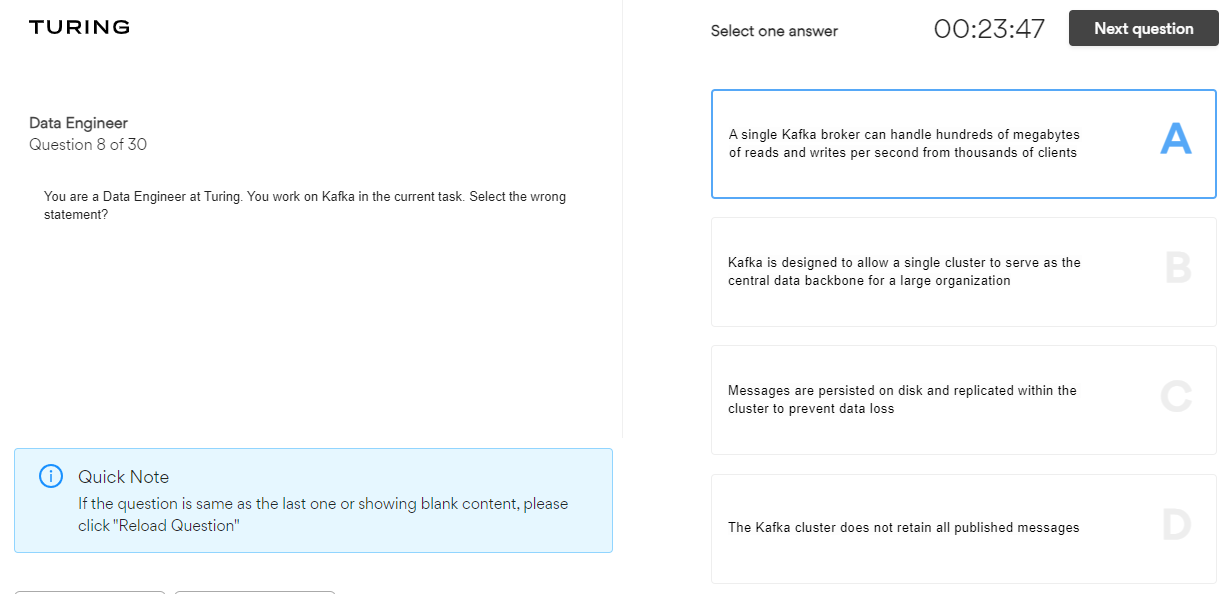 TURING
Select one answer
00:23:47
Next question
Data Engineer
Question 8 of 30
You are a Data Engineer at Turing. You work on Kafka in the current task. Select the wrong
statement?
A single Kafka broker can handle hundreds of megabytes
of reads and writes per second from thousands of clients
A
Kafka is designed to allow a single cluster to serve as the
central data backbone for a large organization
B
Messages are persisted on disk and replicated within the
cluster to prevent data loss
C
The Kafka cluster does not retain all published messages
D
Quick Note
If the question is same as the last one or showing blank content, please
click "Reload Question"